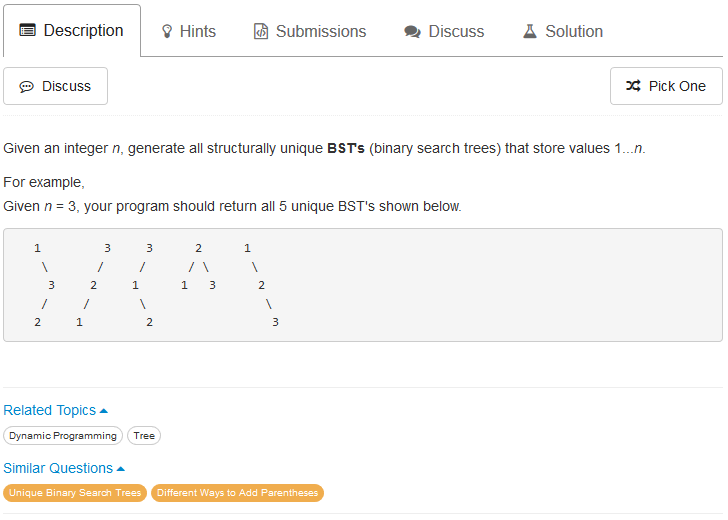 Description Hints Submissions Discuss Solution
Discuss Pick One
Given an integer n, generate all structurally unique BST's (binary search trees) that store values 1...n.
For example,
Given n = 3, your program should return all 5 unique BST's shown below.
   1         3     3      2      1
    \       /     /      / \      \
     3     2     1      1   3      2
    /     /       \                 \
   2     1         2                 3
Related Topics
Dynamic Programming Tree
Similar Questions
Unique Binary Search Trees Different Ways to Add Parentheses